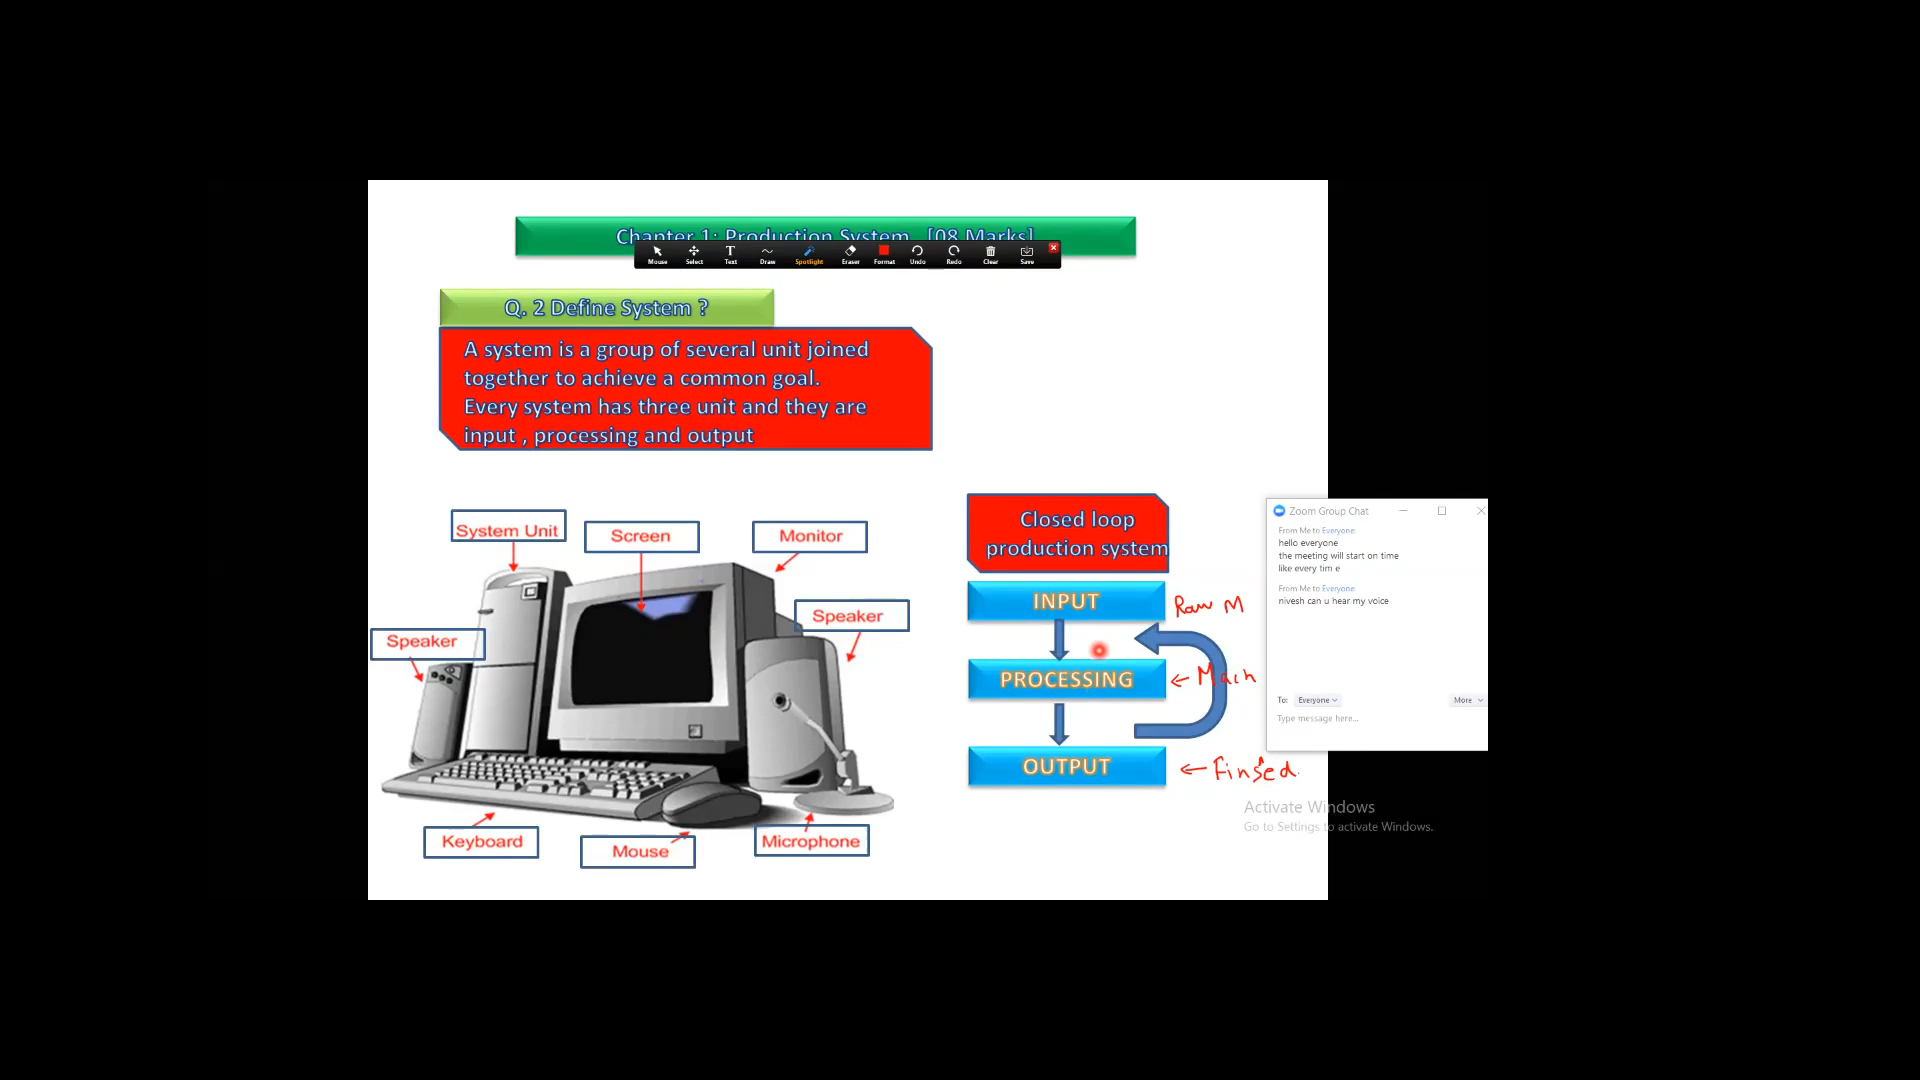 Chapter 1: Production System [08 Marks]
Mouse Select Text Draw Spotlight Eraser Format Undo Redo Clear Save
Q. 2 Define System ?
A system is a group of several unit joined
together to achieve a common goal.
Every system has three unit and they are
input , processing and output
System Unit
Screen
Monitor
Speaker
Speaker
Keyboard
Mouse
Microphone
Closed loop
production system
INPUT
Raw M
PROCESSING
Mach
OUTPUT
Finsed.
Zoom Group Chat
From Me to Everyone:
hello everyone
the meeting will start on time
like every tim e
From Me to Everyone:
nivesh can u hear my voice
To: Everyone
More
Type message here...
Activate Windows
Go to Settings to activate Windows.